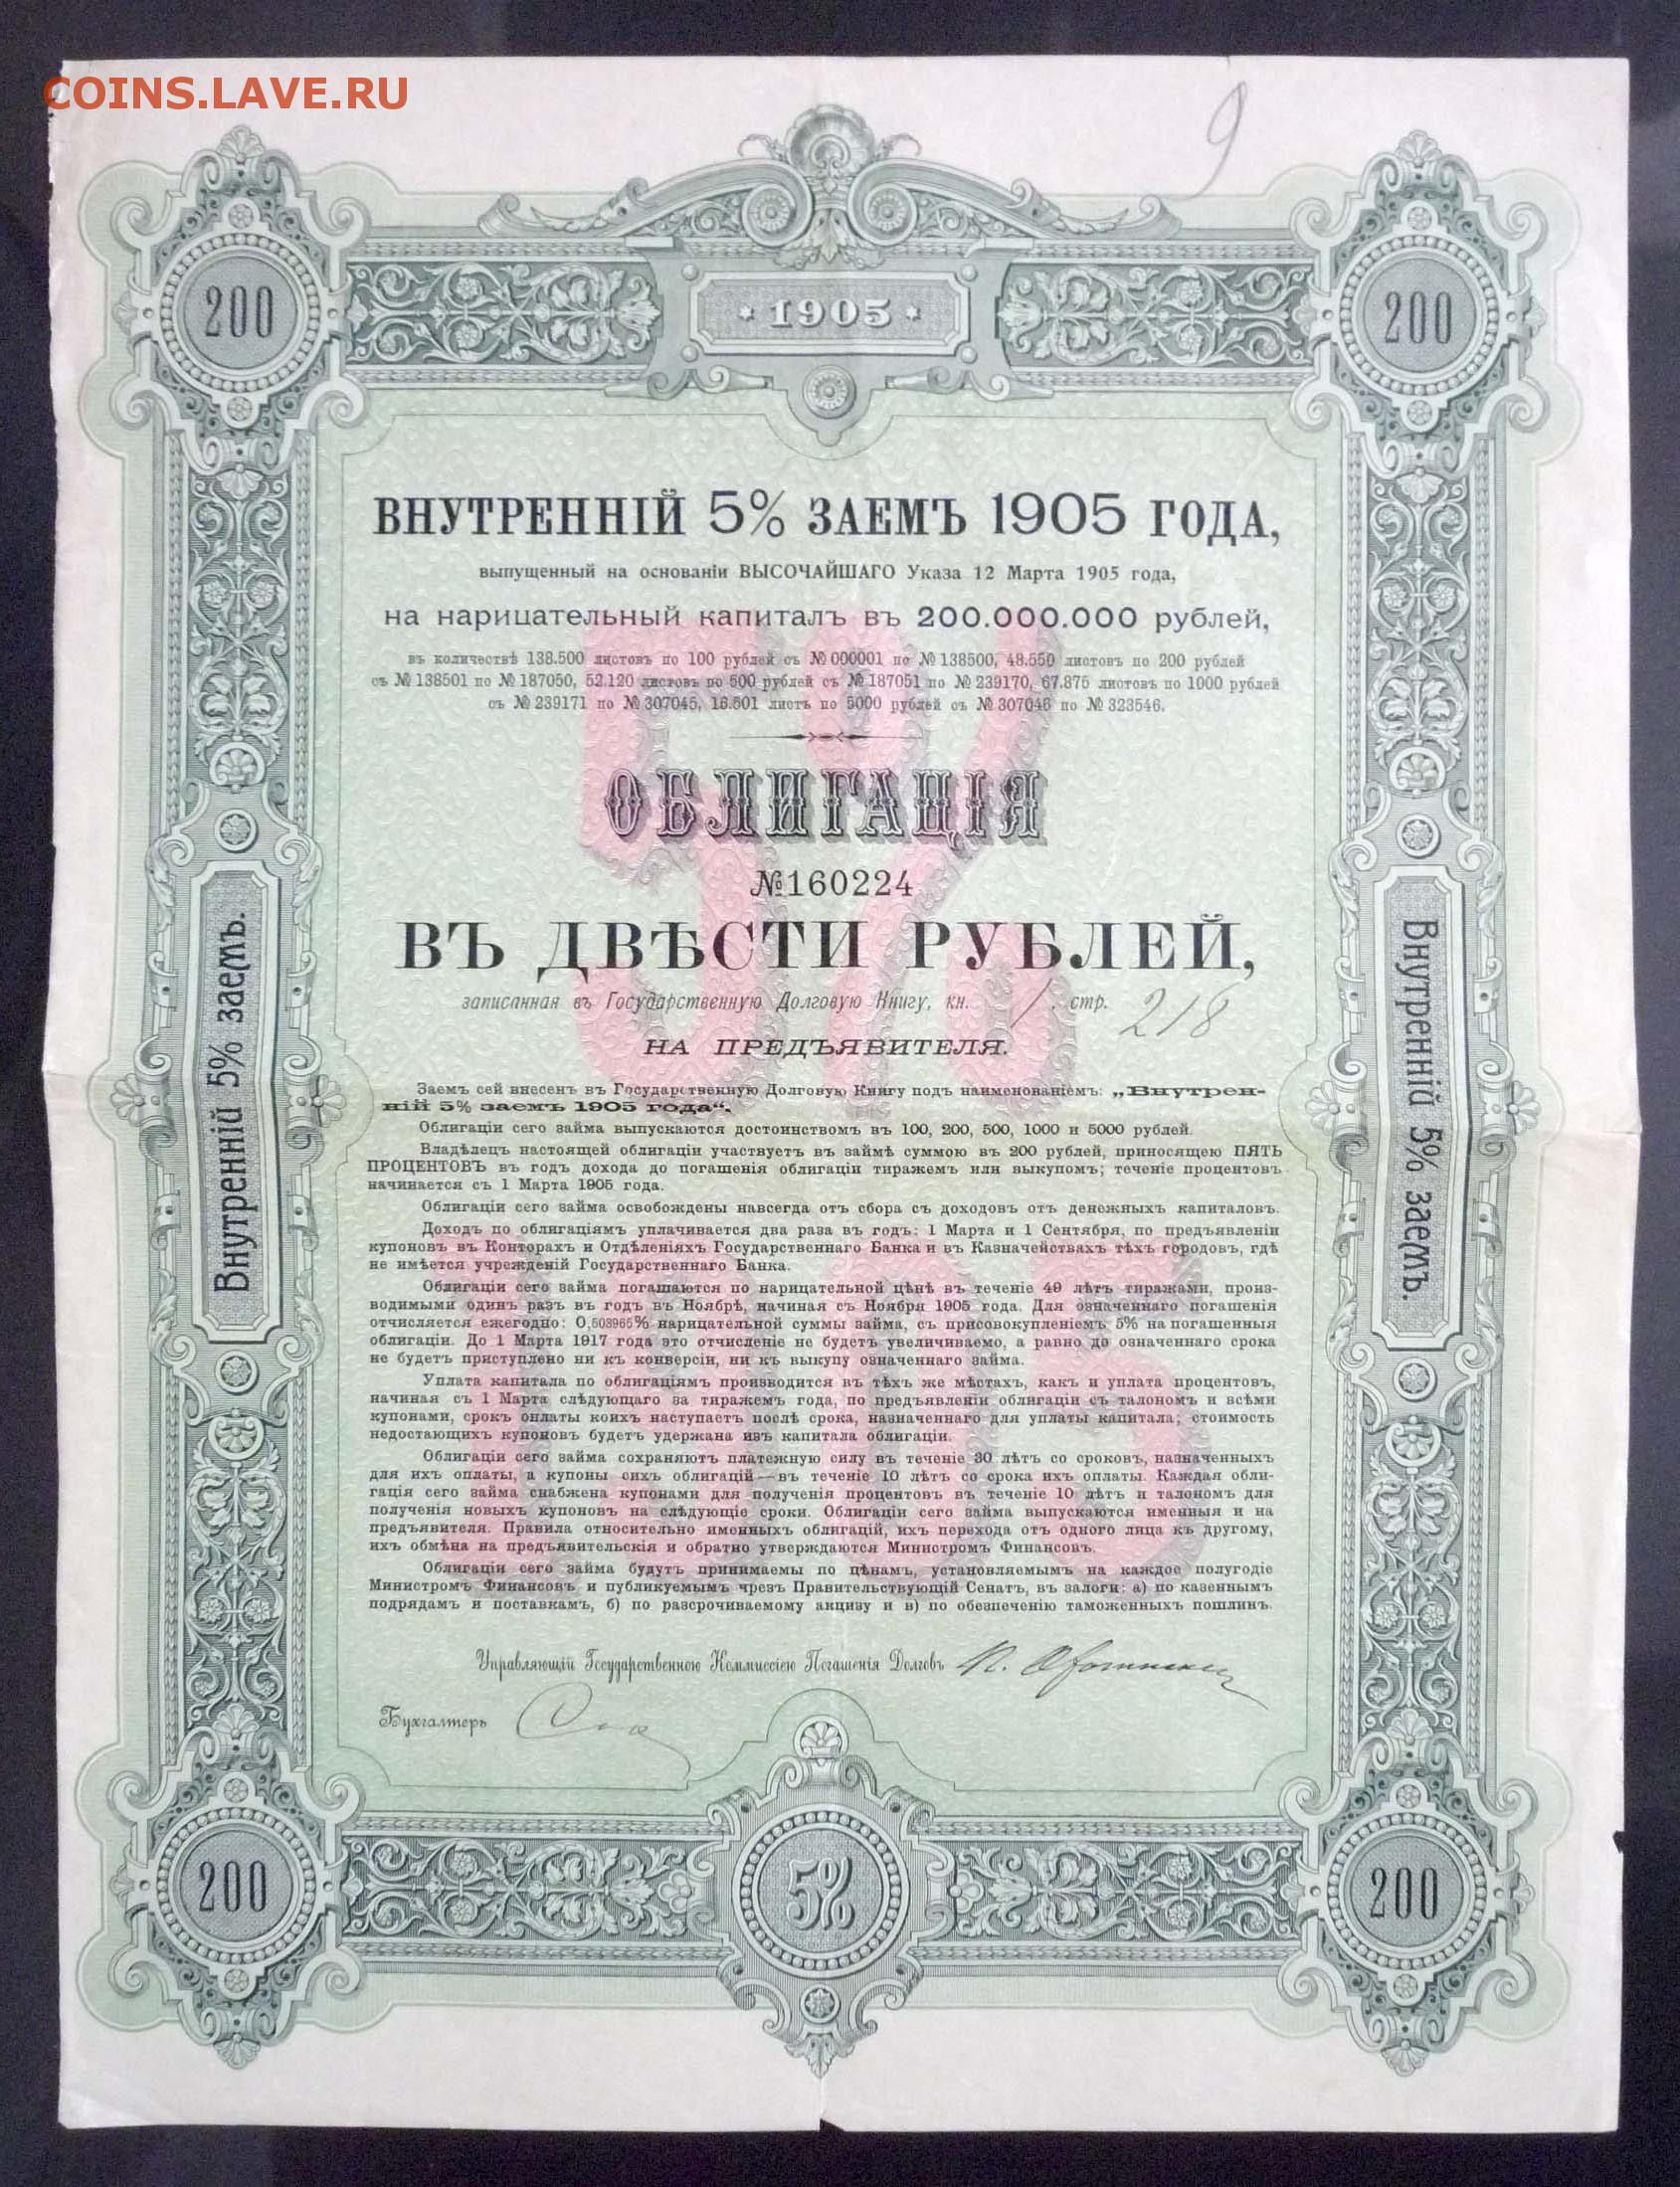 COINS.LAVE.RU
9
200
* 1905 *
200
ВНУТРЕННІЙ 5% ЗАЕМЪ 1905 ГОДА,
выпущенный на основаніи ВЫСОЧАЙШАГО Указа 12 Марта 1905 года,
на нарицательный капиталъ въ 200.000.000 рублей,
въ количествѣ 138.500 листовъ по 100 рублей съ №000001 по №138500, 48.550 листовъ по 200 рублей
съ №138501 по №187050, 52.120 листовъ по 500 рублей съ №187051 по №239170, 67.875 листовъ по 1000 рублей
съ №239171 по №307045, 16.501 листъ по 5000 рублей съ №307046 по №323546.
5%
ОБЛИГАЦІЯ
№160224
ВЪ ДВѢСТИ РУБЛЕЙ,
записанная въ Государственную Долговую Книгу, кн. 1, стр. 218
НА ПРЕДЪЯВИТЕЛЯ.
Внутренній 5% заемъ.
Внутренній 5% заемъ.
Заемъ сей внесенъ въ Государственную Долговую Книгу подъ наименованіемъ: „Внутрен-
ній 5% заемъ 1905 года“.
Облигаціи сего займа выпускаются достоинствомъ въ 100, 200, 500, 1000 и 5000 рублей.
Владѣлецъ настоящей облигаціи участвуетъ въ займѣ суммою въ 200 рублей, приносящею ПЯТЬ
ПРОЦЕНТОВЪ въ годъ дохода до погашенія облигаціи тиражемъ или выкупомъ; теченіе процентовъ
начинается съ 1 Марта 1905 года.
Облигаціи сего займа освобождены навсегда отъ сбора съ доходовъ отъ денежныхъ капиталовъ.
Доходъ по облигаціямъ уплачивается два раза въ годъ: 1 Марта и 1 Сентября, по предъявленіи
купоновъ въ Конторахъ и Отдѣленіяхъ Государственнаго Банка и въ Казначействахъ тѣхъ городовъ, гдѣ
не имѣется учрежденій Государственнаго Банка.
Облигаціи сего займа погашаются по нарицательной цѣнѣ въ теченіе 49 лѣтъ тиражами, произ-
водимыми одинъ разъ въ годъ въ Ноябрѣ, начиная съ Ноября 1905 года. Для означеннаго погашенія
отчисляется ежегодно: 0,503965% нарицательной суммы займа, съ присовокупленіемъ 5% на погашенныя
облигаціи. До 1 Марта 1917 года это отчисленіе не будетъ увеличиваемо, а равно до означеннаго срока
не будетъ приступлено ни къ конверсіи, ни къ выкупу означеннаго займа.
Уплата капитала по облигаціямъ производится въ тѣхъ же мѣстахъ, какъ и уплата процентовъ,
начиная съ 1 Марта слѣдующаго за тиражемъ года, по предъявленіи облигаціи съ талономъ и всѣми
купонами, срокъ оплаты коихъ наступаетъ послѣ срока, назначеннаго для уплаты капитала; стоимость
недостающихъ купоновъ будетъ удержана изъ капитала облигаціи.
Облигаціи сего займа сохраняютъ платежную силу въ теченіе 30 лѣтъ со сроковъ, назначенныхъ
для ихъ оплаты, а купоны сихъ облигацій—въ теченіе 10 лѣтъ со срока ихъ оплаты. Каждая обли-
гація сего займа снабжена купонами для полученія процентовъ въ теченіе 10 лѣтъ и талономъ для
полученія новыхъ купоновъ на слѣдующіе сроки. Облигаціи сего займа выпускаются именныя и на
предъявителя. Правила относительно именныхъ облигацій, ихъ перехода отъ одного лица къ другому,
ихъ обмѣна на предъявительскія и обратно утверждаются Министромъ Финансовъ.
Облигаціи сего займа будутъ принимаемы по цѣнамъ, установляемымъ на каждое полугодіе
Министромъ Финансовъ и публикуемымъ чрезъ Правительствующій Сенатъ, въ залоги: а) по казеннымъ
подрядамъ и поставкамъ, б) по разсрочиваемому акцизу и в) по обезпеченію таможенныхъ пошлинъ.
Управляющій Государственною Коммиссіею Погашенія Долговъ
Бухгалтеръ
200
5%
200